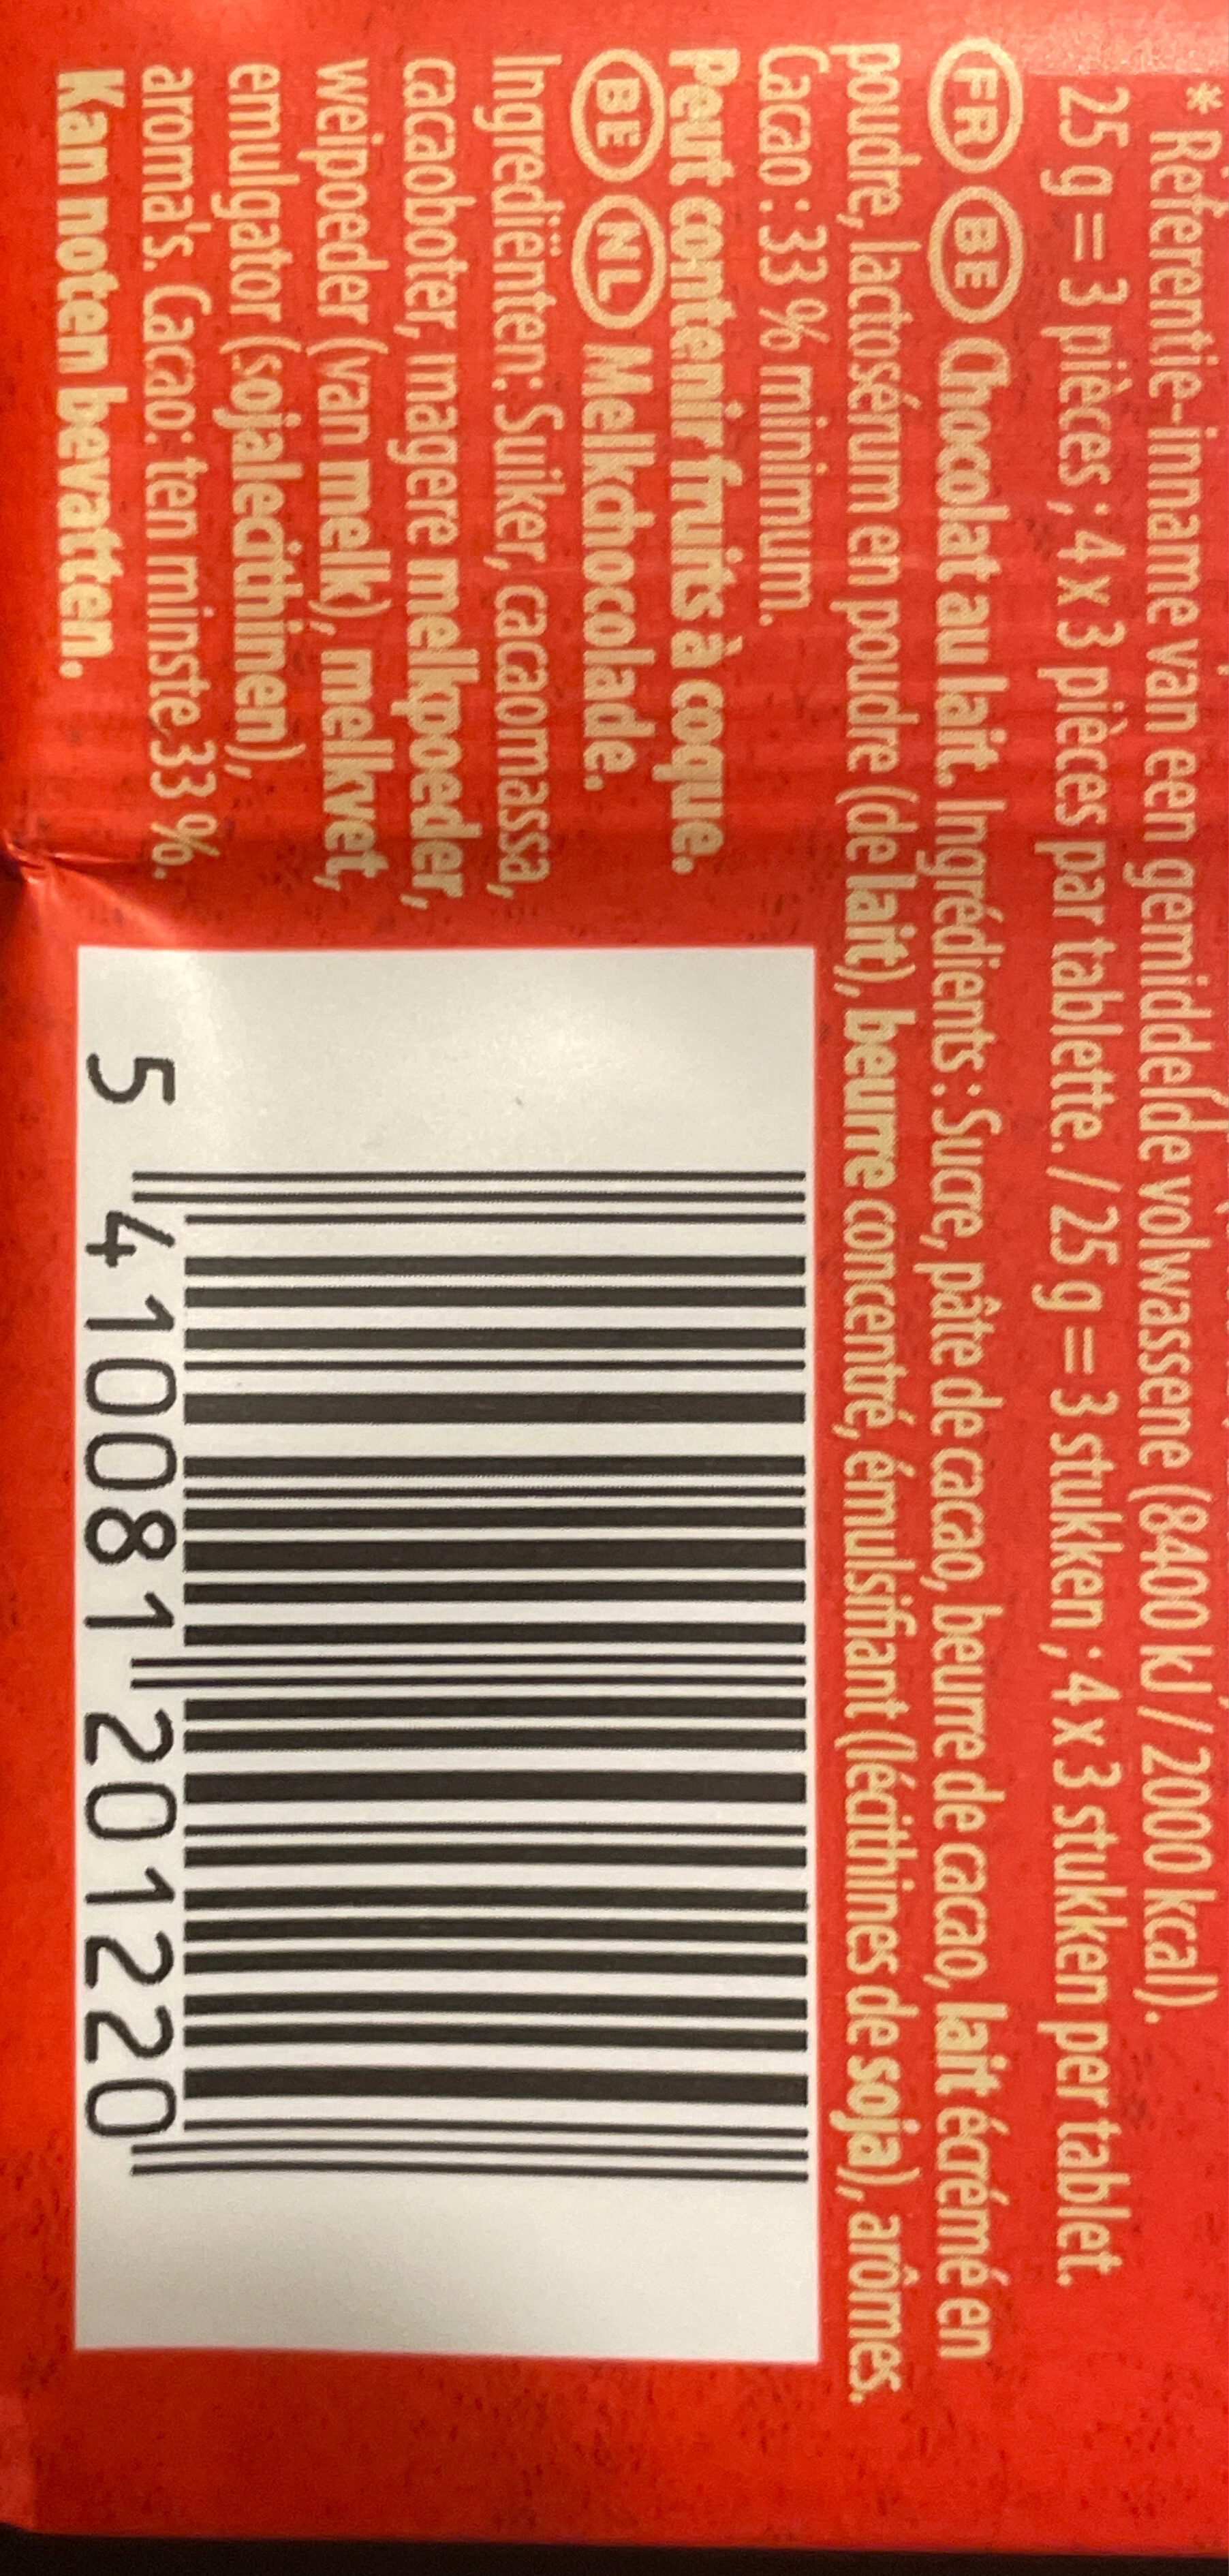 * Referentie-inname van een gemiddelde volwassene (8400 kJ / 2000 kcal).
25 g = 3 pièces ; 4 x 3 pièces par tablette. / 25 g = 3 stukken ; 4 x 3 stukken per tablet.
FR BE Chocolat au lait. Ingrédients : Sucre, pâte de cacao, beurre de cacao, lait écrémé en
poudre, lactosérum en poudre (de lait), beurre concentré, émulsifiant (lécithines de soja), arômes.
Cacao : 33 % minimum.
Peut contenir fruits à coque.
BE NL Melkchocolade.
Ingrediënten: Suiker, cacaomassa,
cacaoboter, magere melkpoeder,
weipoeder (van melk), melkvet,
emulgator (sojalecithinen),
aroma's. Cacao: ten minste 33 %.
Kan noten bevatten.
5 410081 201220